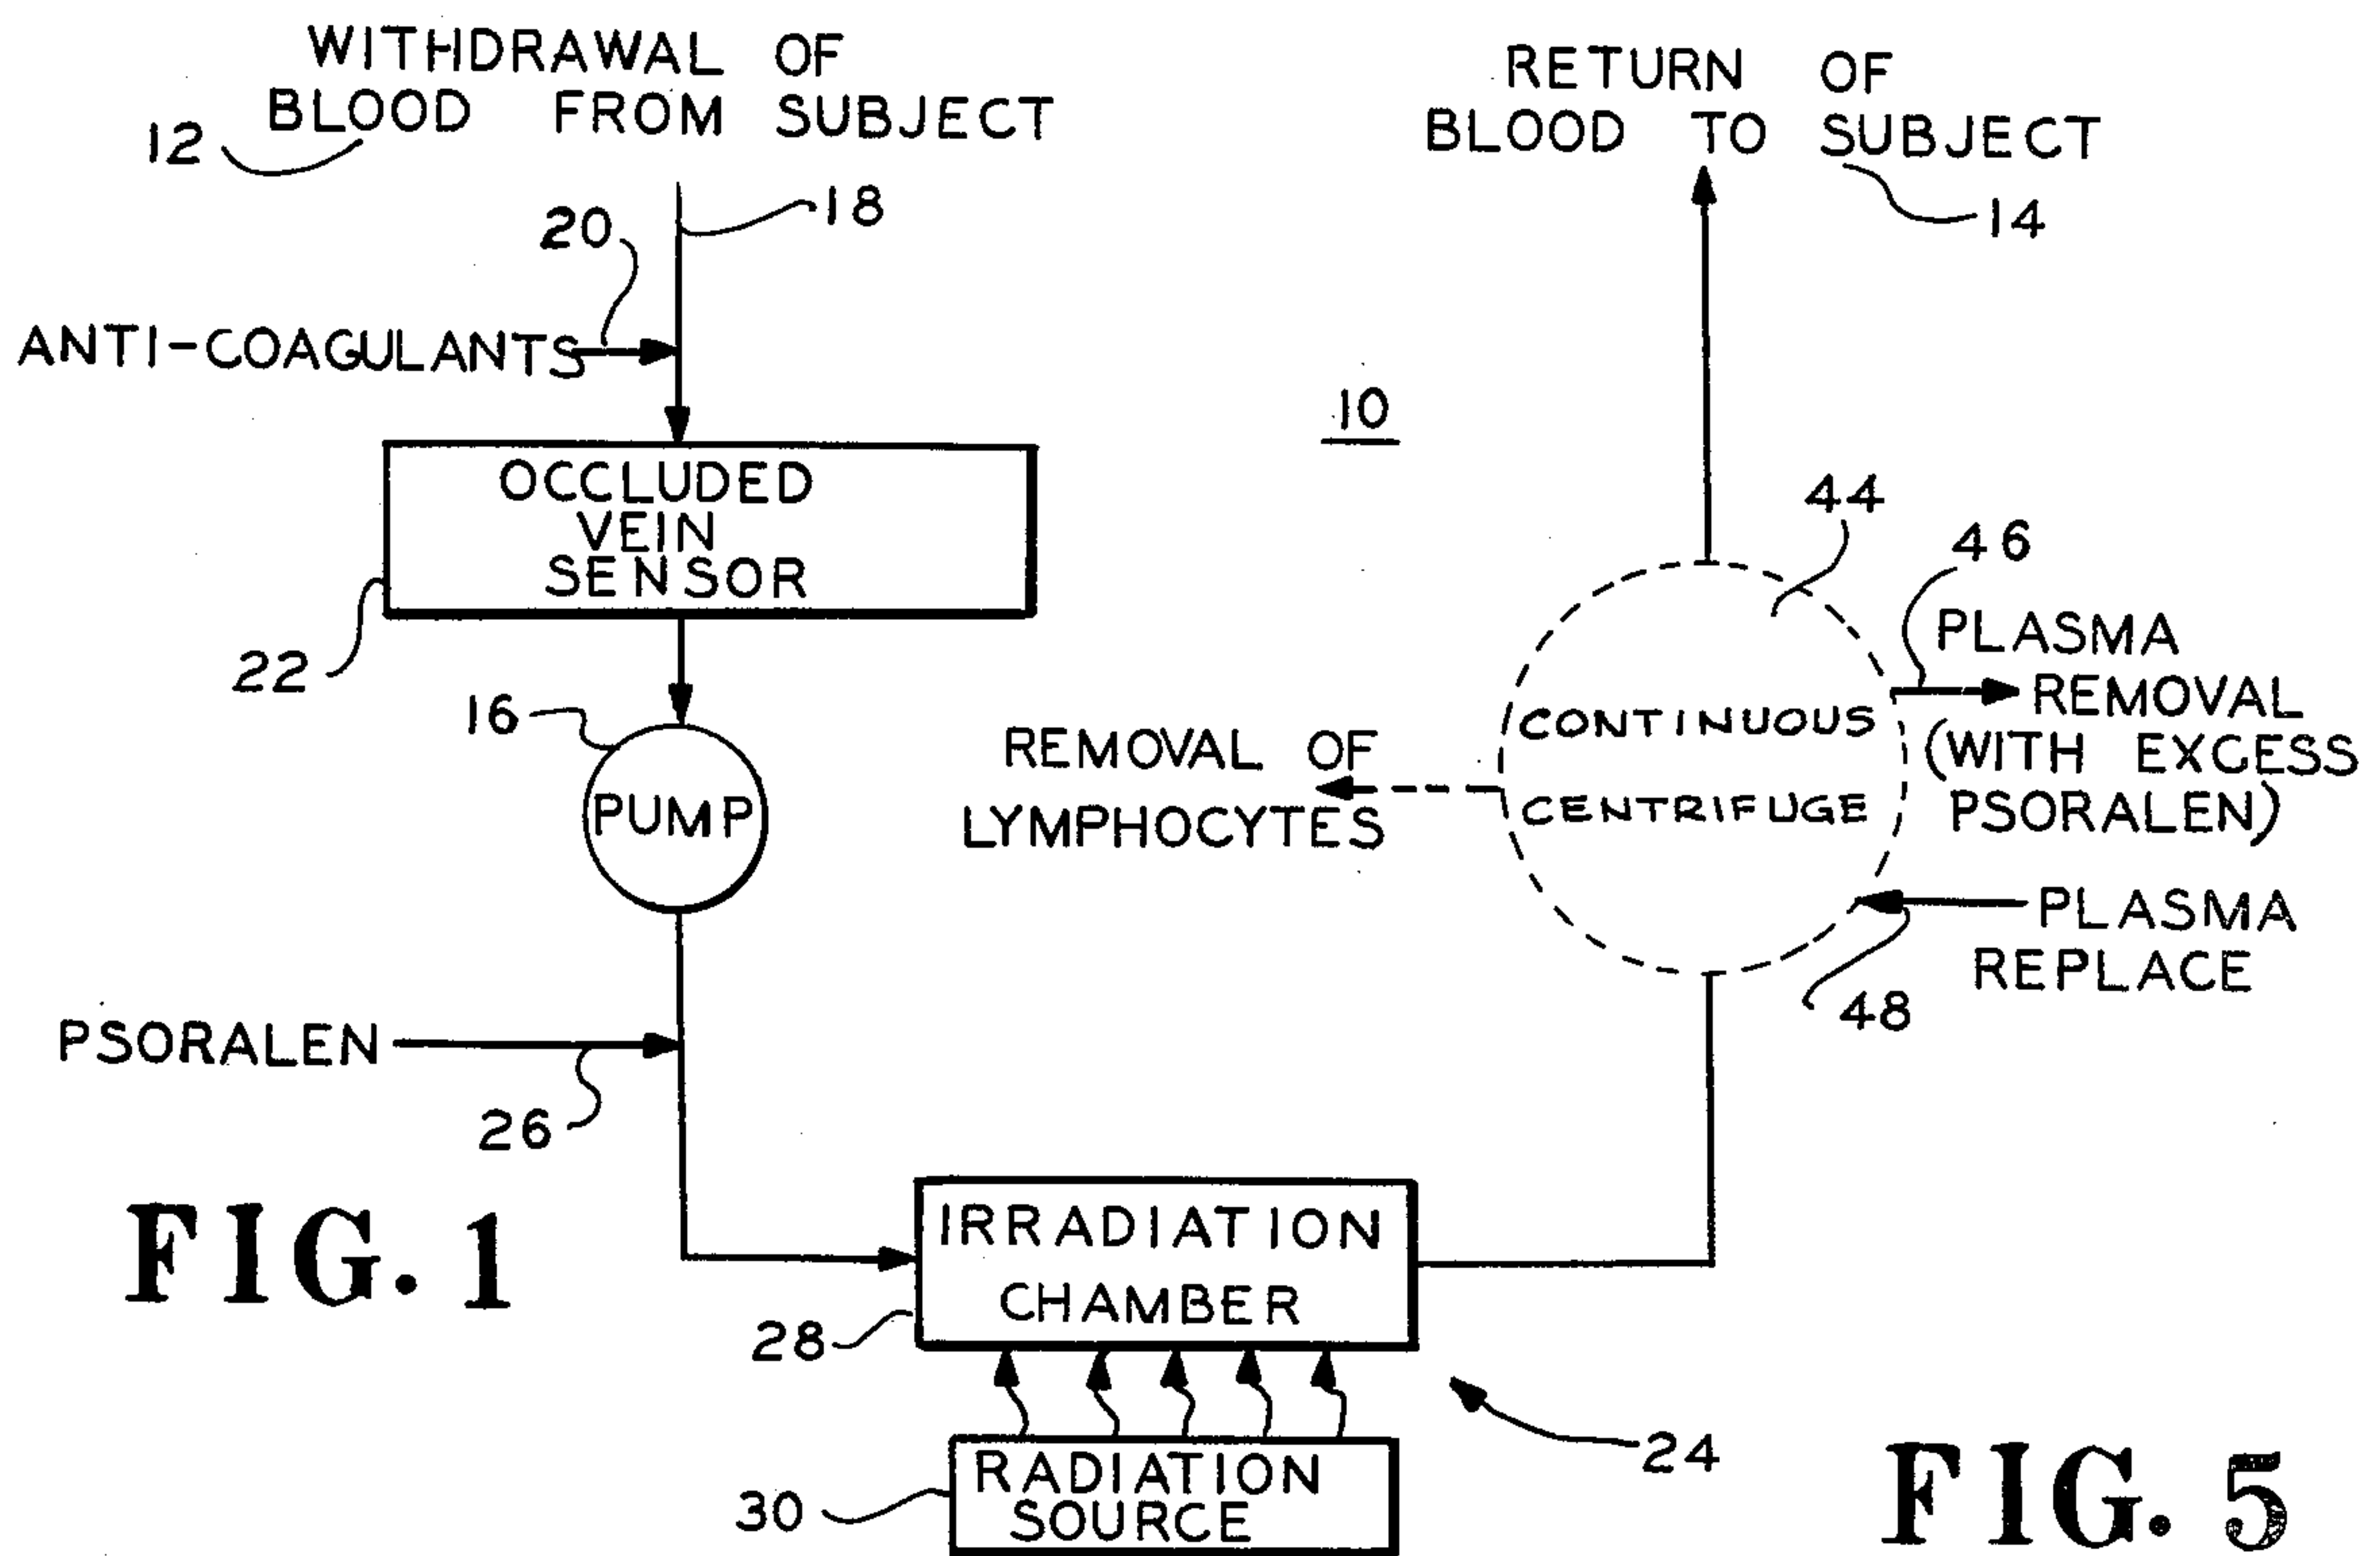 WITHDRAWAL OF
BLOOD FROM SUBJECT
12
18
20
ANTI-COAGULANTS
OCCLUDED
VEIN
SENSOR
22
16
PUMP
PSORALEN
26
FIG. 1
IRRADIATION
CHAMBER
28
RADIATION
SOURCE
30
24
10
RETURN OF
BLOOD TO SUBJECT
14
44
46
PLASMA
REMOVAL
(WITH EXCESS
PSORALEN)
CONTINUOUS
CENTRIFUGE
REMOVAL OF
LYMPHOCYTES
PLASMA
REPLACE
48
FIG. 5